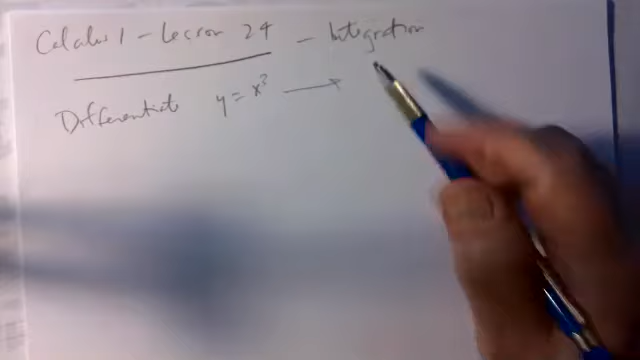 Calculus 1 - Lesson 24 - Integration
Differentiate y = x² →